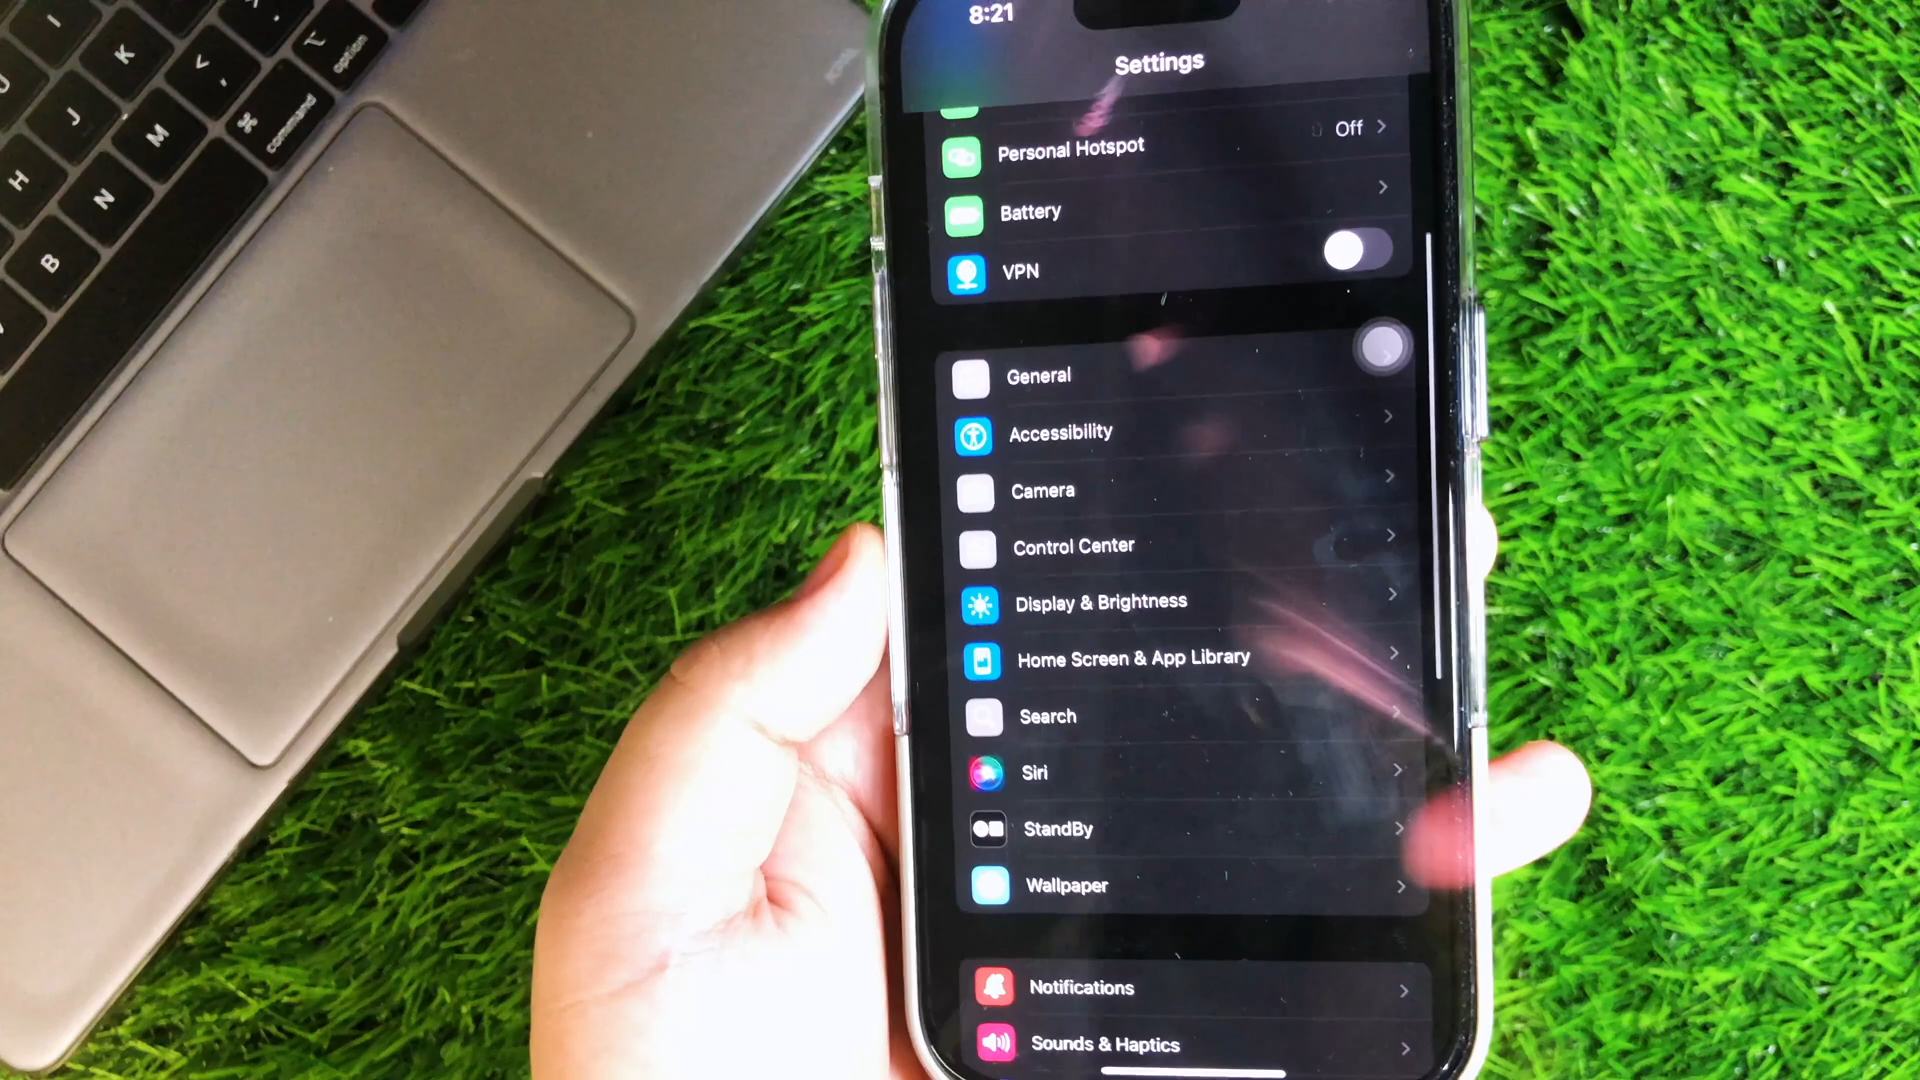 I
K
<
,
option
J
M
⌘
command
H
N
B
8:21
Settings
Personal Hotspot Off
Battery
VPN
General
Accessibility
Camera
Control Center
Display & Brightness
Home Screen & App Library
Search
Siri
StandBy
Wallpaper
Notifications
Sounds & Haptics